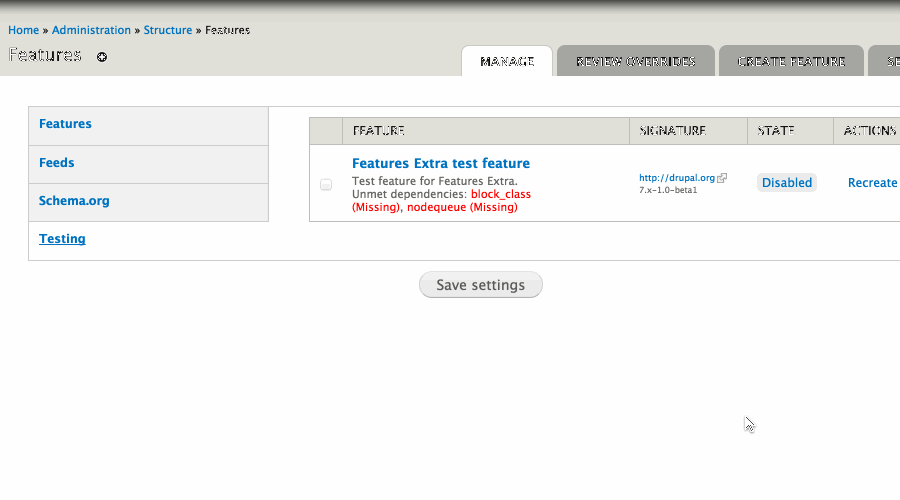 Home » Administration » Structure » Features
Features
MANAGE
REVIEW OVERRIDES
CREATE FEATURE
Features
Feeds
Schema.org
Testing
FEATURE
SIGNATURE
STATE
ACTIONS
Features Extra test feature
Test feature for Features Extra.
Unmet dependencies: block_class
(Missing), nodequeue (Missing)
http://drupal.org
7.x-1.0-beta1
Disabled
Recreate
Save settings